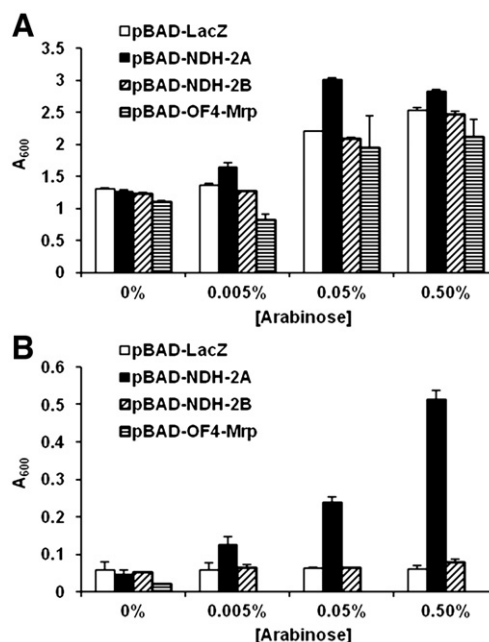 A
pBAD-LacZ
pBAD-NDH-2A
pBAD-NDH-2B
pBAD-OF4-Mrp
3.5
3
2.5
2
1.5
1
0.5
0
A600
0% 0.005% 0.05% 0.50%
[Arabinose]
B
pBAD-LacZ
pBAD-NDH-2A
pBAD-NDH-2B
pBAD-OF4-Mrp
0.6
0.5
0.4
0.3
0.2
0.1
0
A600
0% 0.005% 0.05% 0.50%
[Arabinose]